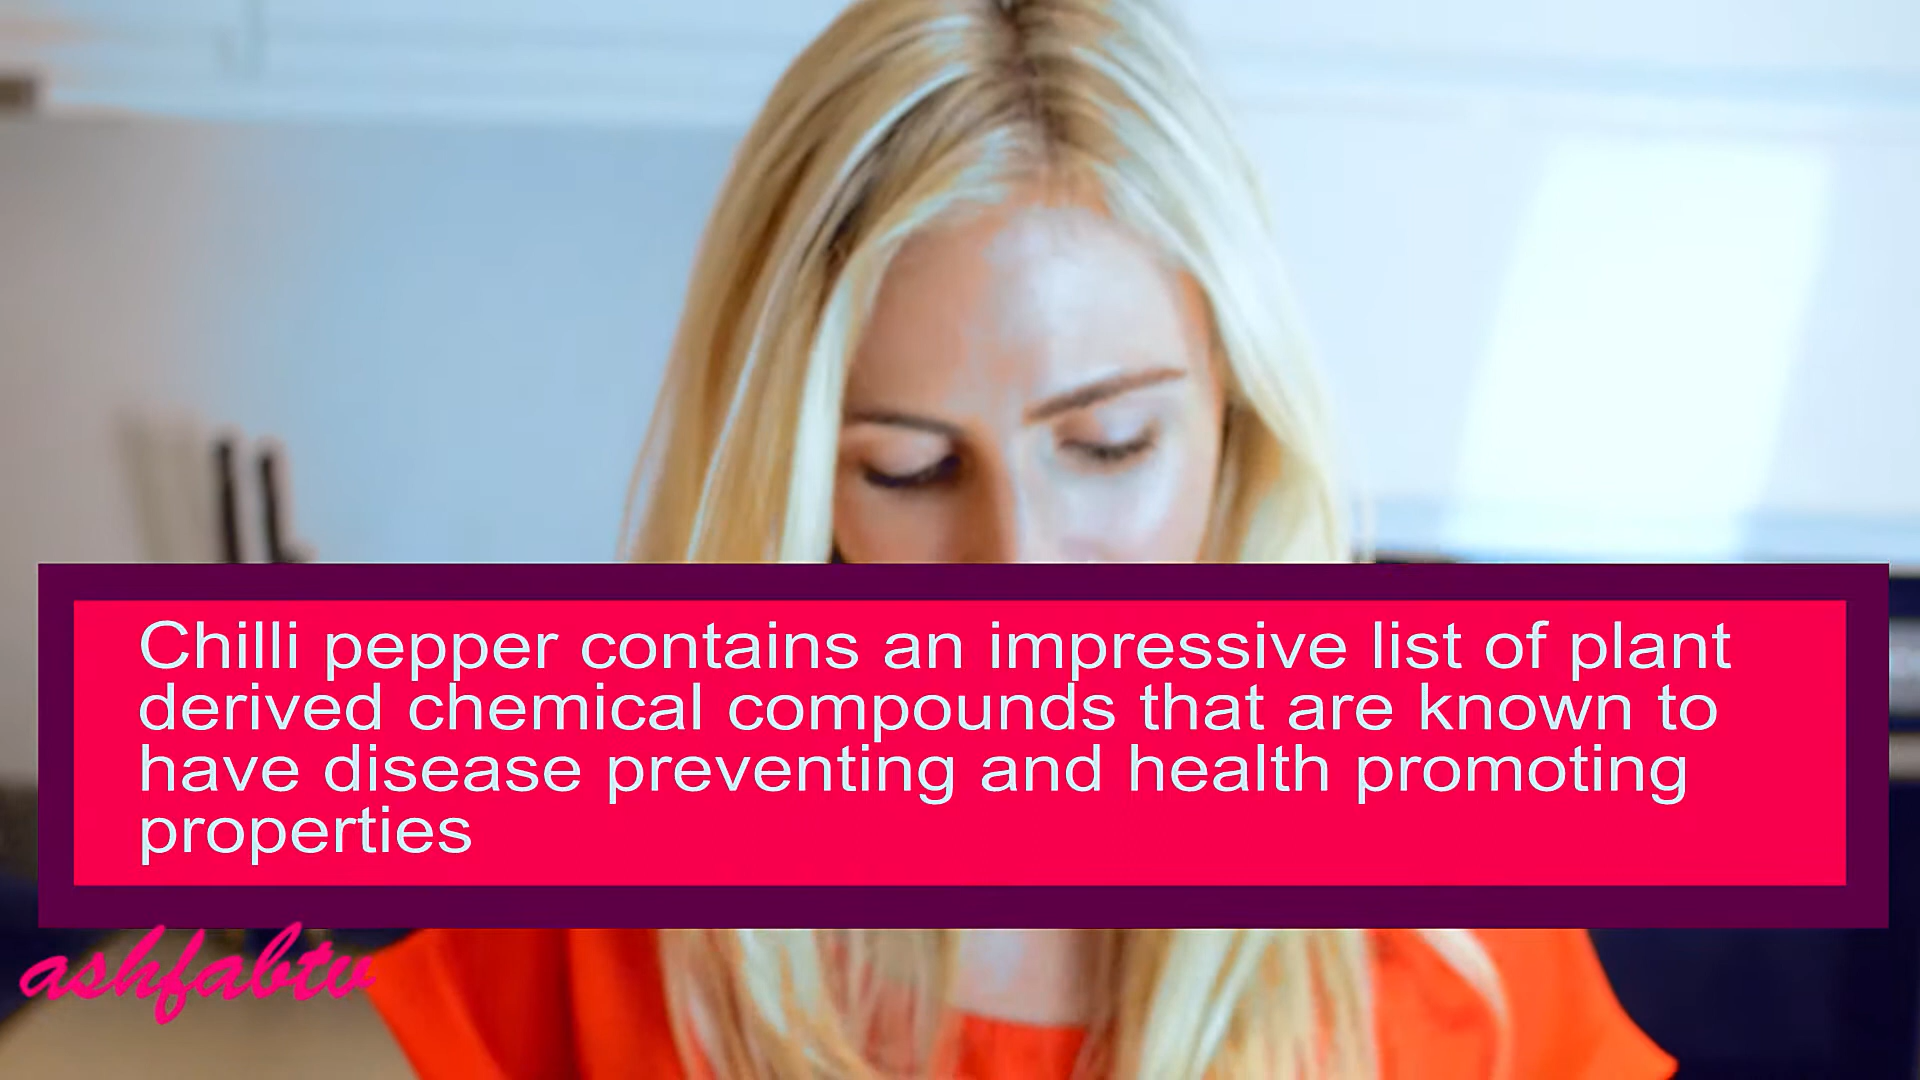 Chilli pepper contains an impressive list of plant
derived chemical compounds that are known to
have disease preventing and health promoting
properties
ashfabtv